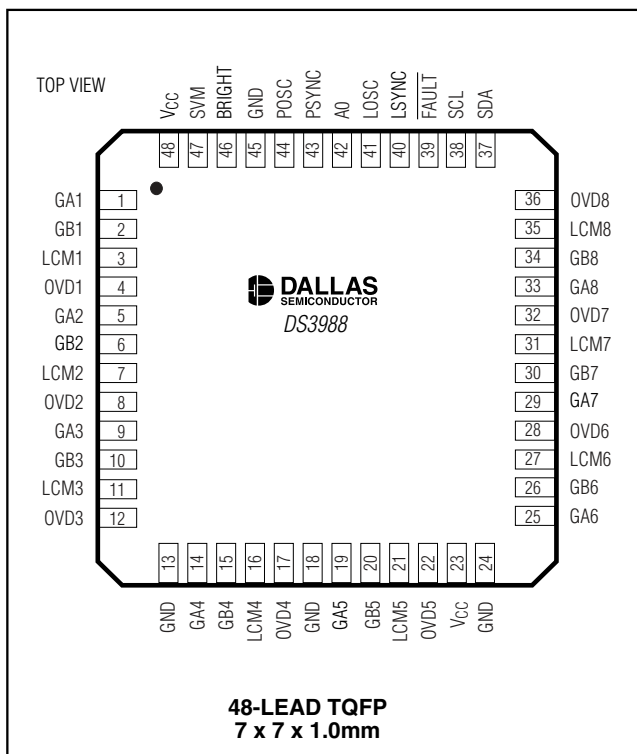 TOP VIEW
VCC
SVM
BRIGHT
GND
POSC
PSYNC
A0
LOSC
LSYNC
FAULT
SCL
SDA
48
47
46
45
44
43
42
41
40
39
38
37
GA1 1
GB1 2
LCM1 3
OVD1 4
GA2 5
GB2 6
LCM2 7
OVD2 8
GA3 9
GB3 10
LCM3 11
OVD3 12
DALLAS
SEMICONDUCTOR
DS3988
36 OVD8
35 LCM8
34 GB8
33 GA8
32 OVD7
31 LCM7
30 GB7
29 GA7
28 OVD6
27 LCM6
26 GB6
25 GA6
13
14
15
16
17
18
19
20
21
22
23
24
GND
GA4
GB4
LCM4
OVD4
GND
GA5
GB5
LCM5
OVD5
VCC
GND
48-LEAD TQFP
7 x 7 x 1.0mm